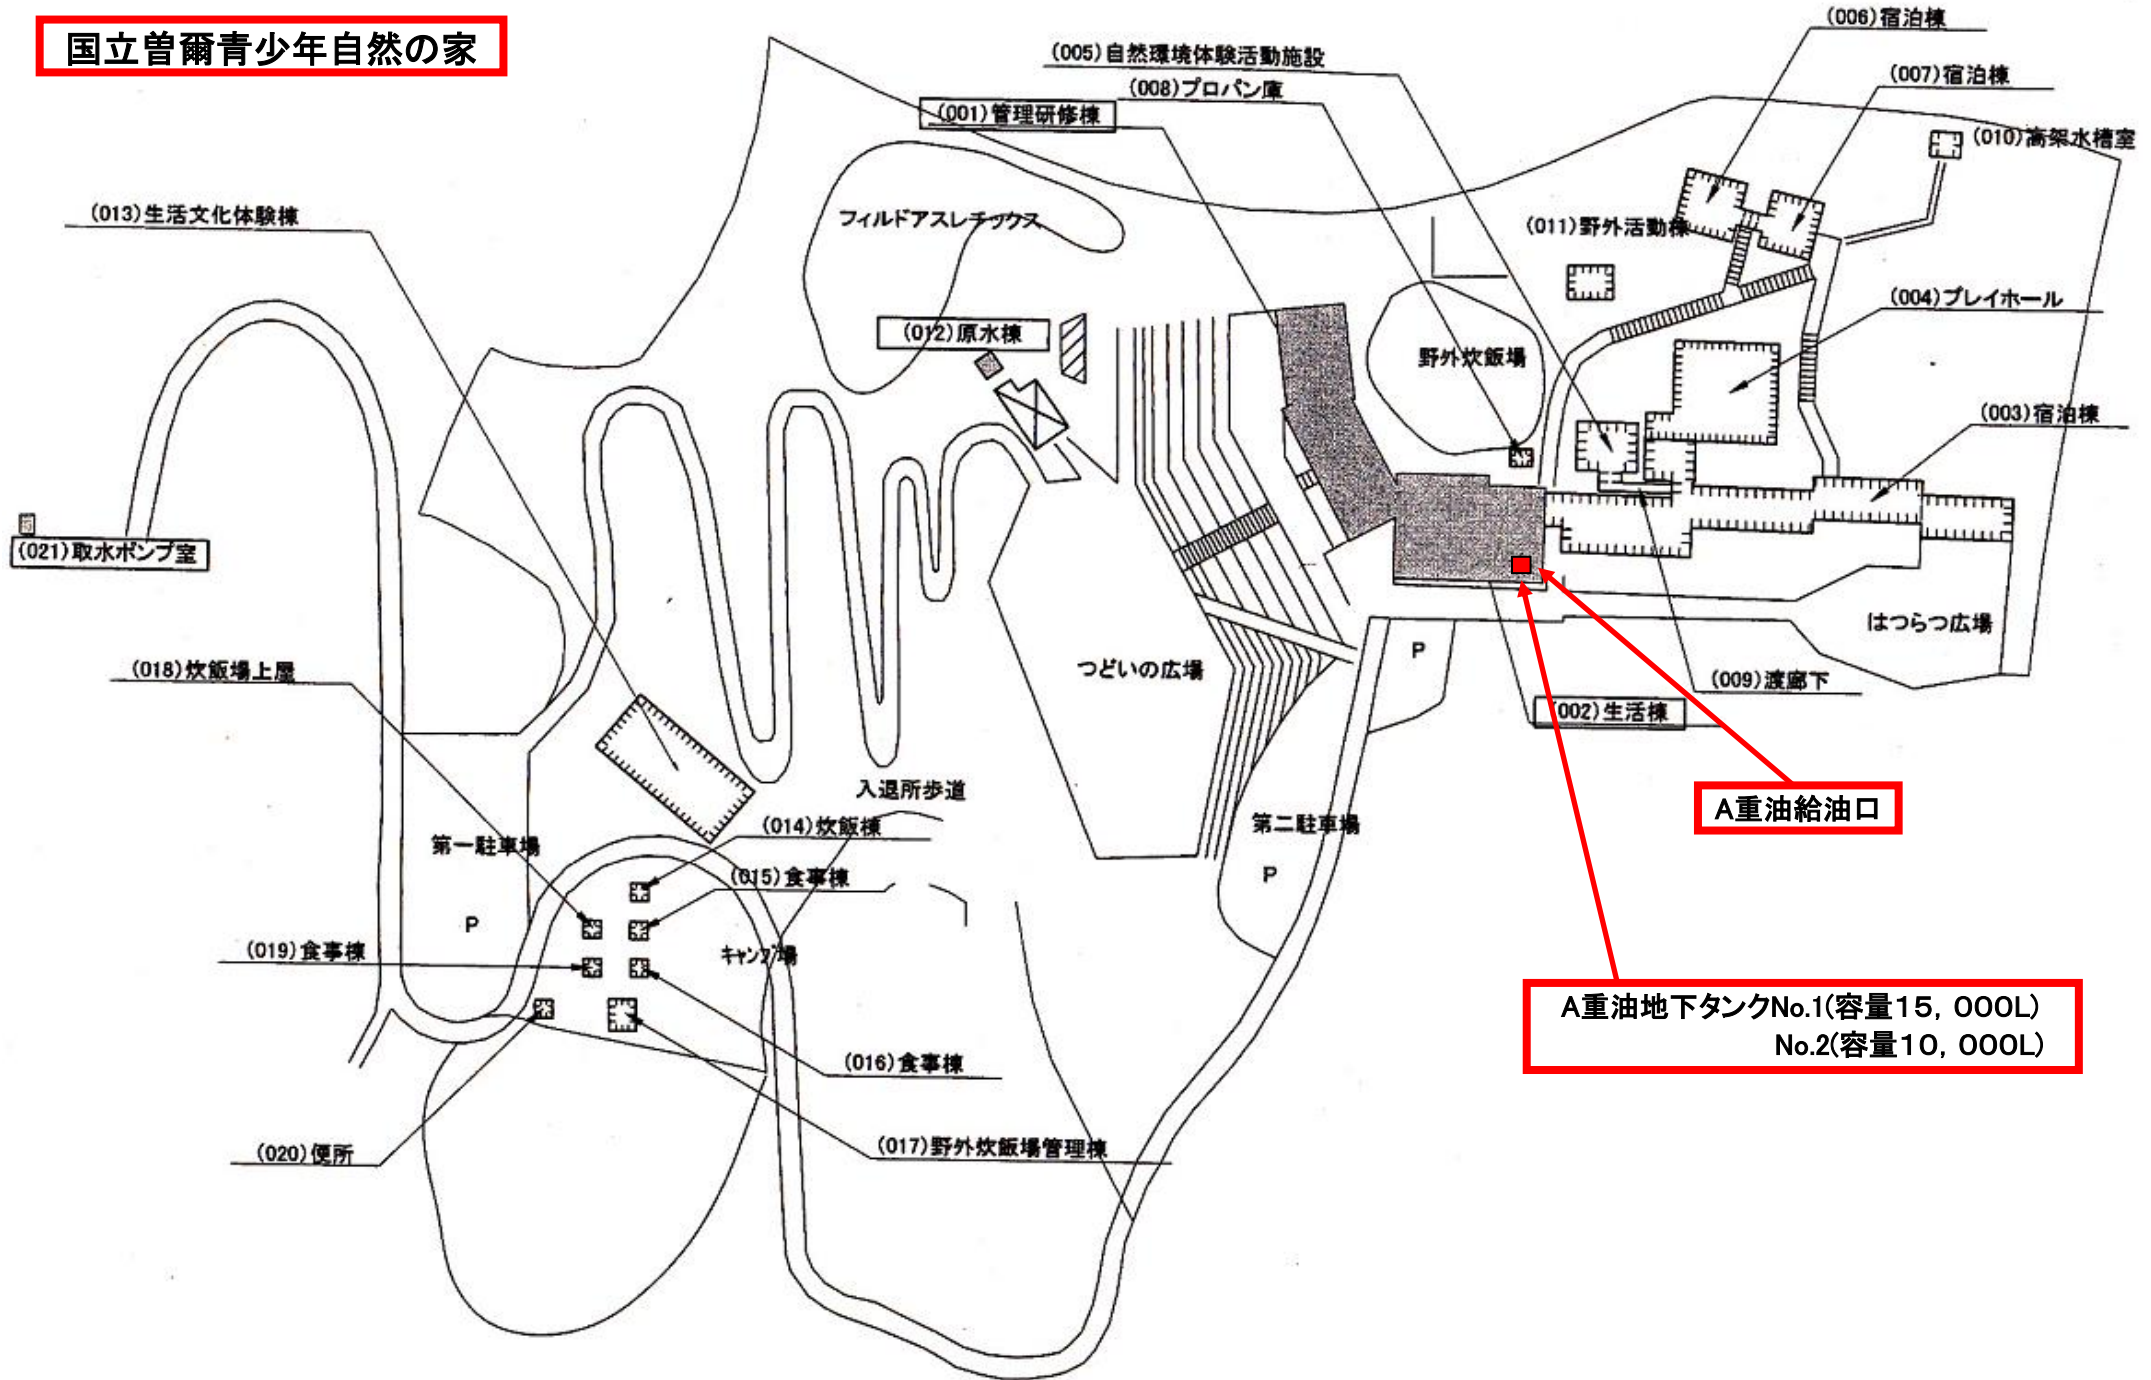 国立曽爾青少年自然の家
(006)宿泊棟
(005)自然環境体験活動施設
(007)宿泊棟
(008)プロパン庫
(001)管理研修棟
(010)高架水槽室
(013)生活文化体験棟
フィルドアスレチックス
(011)野外活動棟
(004)プレイホール
(012)原水棟
野外炊飯場
(003)宿泊棟
(021)取水ポンプ室
はつらつ広場
P
つどいの広場
(018)炊飯場上屋
(009)渡廊下
(002)生活棟
入退所歩道
A重油給油口
(014)炊飯棟
第二駐車場
第一駐車場
(015)食事棟
P
P
(019)食事棟
キャンプ場
A重油地下タンクNo.1(容量15，000L)
No.2(容量10，000L)
(016)食事棟
(017)野外炊飯場管理棟
(020)便所